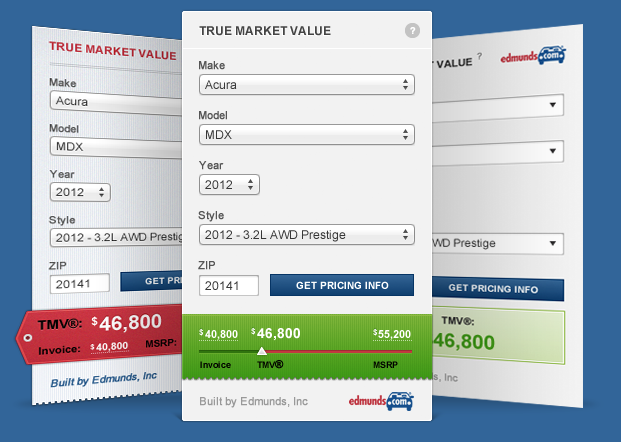 TRUE MARKET VALUE
Make
Acura
Model
MDX
Year
2012
Style
2012 - 3.2L AWD Prestig
ZIP
20141
GET PR
TMV®: $46,800
Invoice: $40,800 MSRP:
Built by Edmunds, Inc
TRUE MARKET VALUE ?
Make
Acura
Model
MDX
Year
2012
Style
2012 - 3.2L AWD Prestige
ZIP
20141 GET PRICING INFO
$40,800 $46,800 $55,200
Invoice TMV® MSRP
Built by Edmunds, Inc edmunds.com
VALUE ? edmunds.com
WD Prestige
GET PRICING INFO
TMV®:
46,800
s, Inc